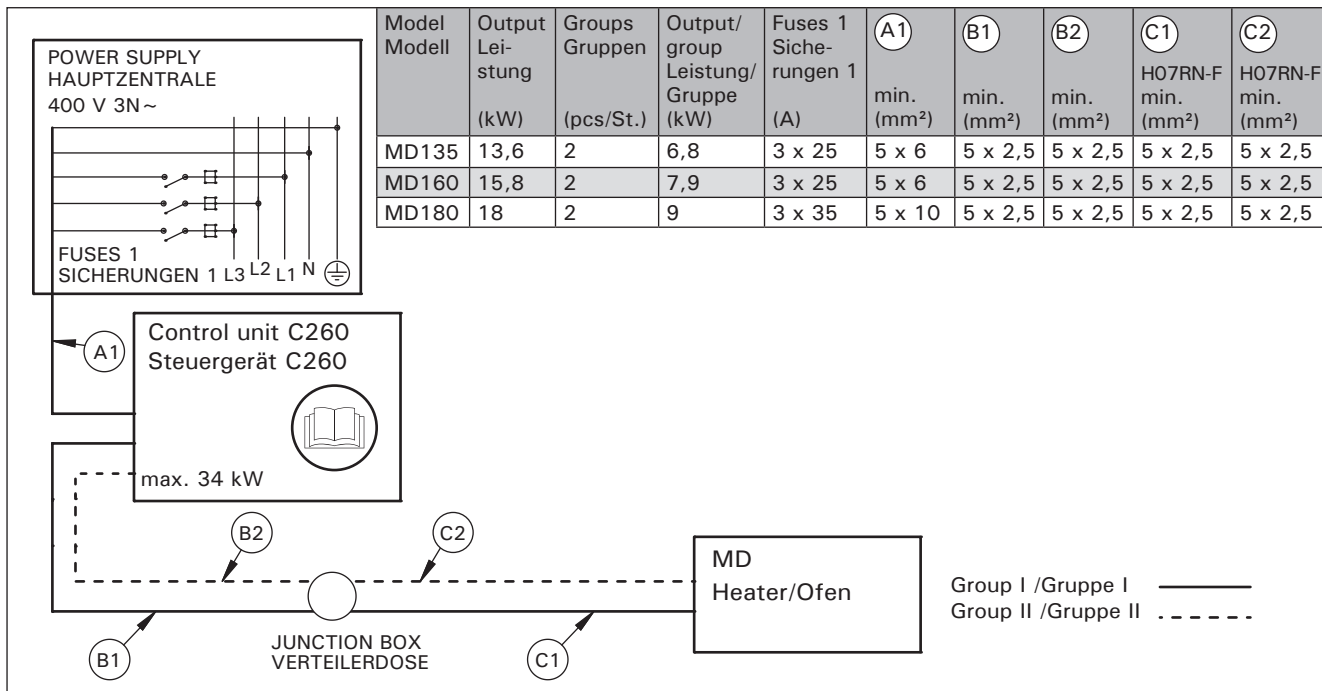 POWER SUPPLY
HAUPTZENTRALE
400 V 3N~
FUSES 1
SICHERUNGEN 1 L3 L2 L1 N
Model Modell	Output Lei- stung (kW)	Groups Gruppen (pcs/St.)	Output/ group Leistung/ Gruppe (kW)	Fuses 1 Siche- rungen 1 (A)	A1 min. (mm²)	B1 min. (mm²)	B2 min. (mm²)	C1 H07RN-F min. (mm²)	C2 H07RN-F min. (mm²)
MD135	13,6	2	6,8	3 x 25	5 x 6	5 x 2,5	5 x 2,5	5 x 2,5	5 x 2,5
MD160	15,8	2	7,9	3 x 25	5 x 6	5 x 2,5	5 x 2,5	5 x 2,5	5 x 2,5
MD180	18	2	9	3 x 35	5 x 10	5 x 2,5	5 x 2,5	5 x 2,5	5 x 2,5
A1
Control unit C260
Steuergerät C260
max. 34 kW
B2
C2
MD
Heater/Ofen
Group I /Gruppe I
Group II /Gruppe II
B1
JUNCTION BOX
VERTEILERDOSE
C1